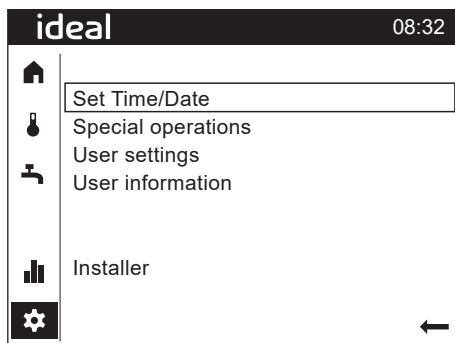 ideal 08:32
Set Time/Date
Special operations
User settings
User information
Installer